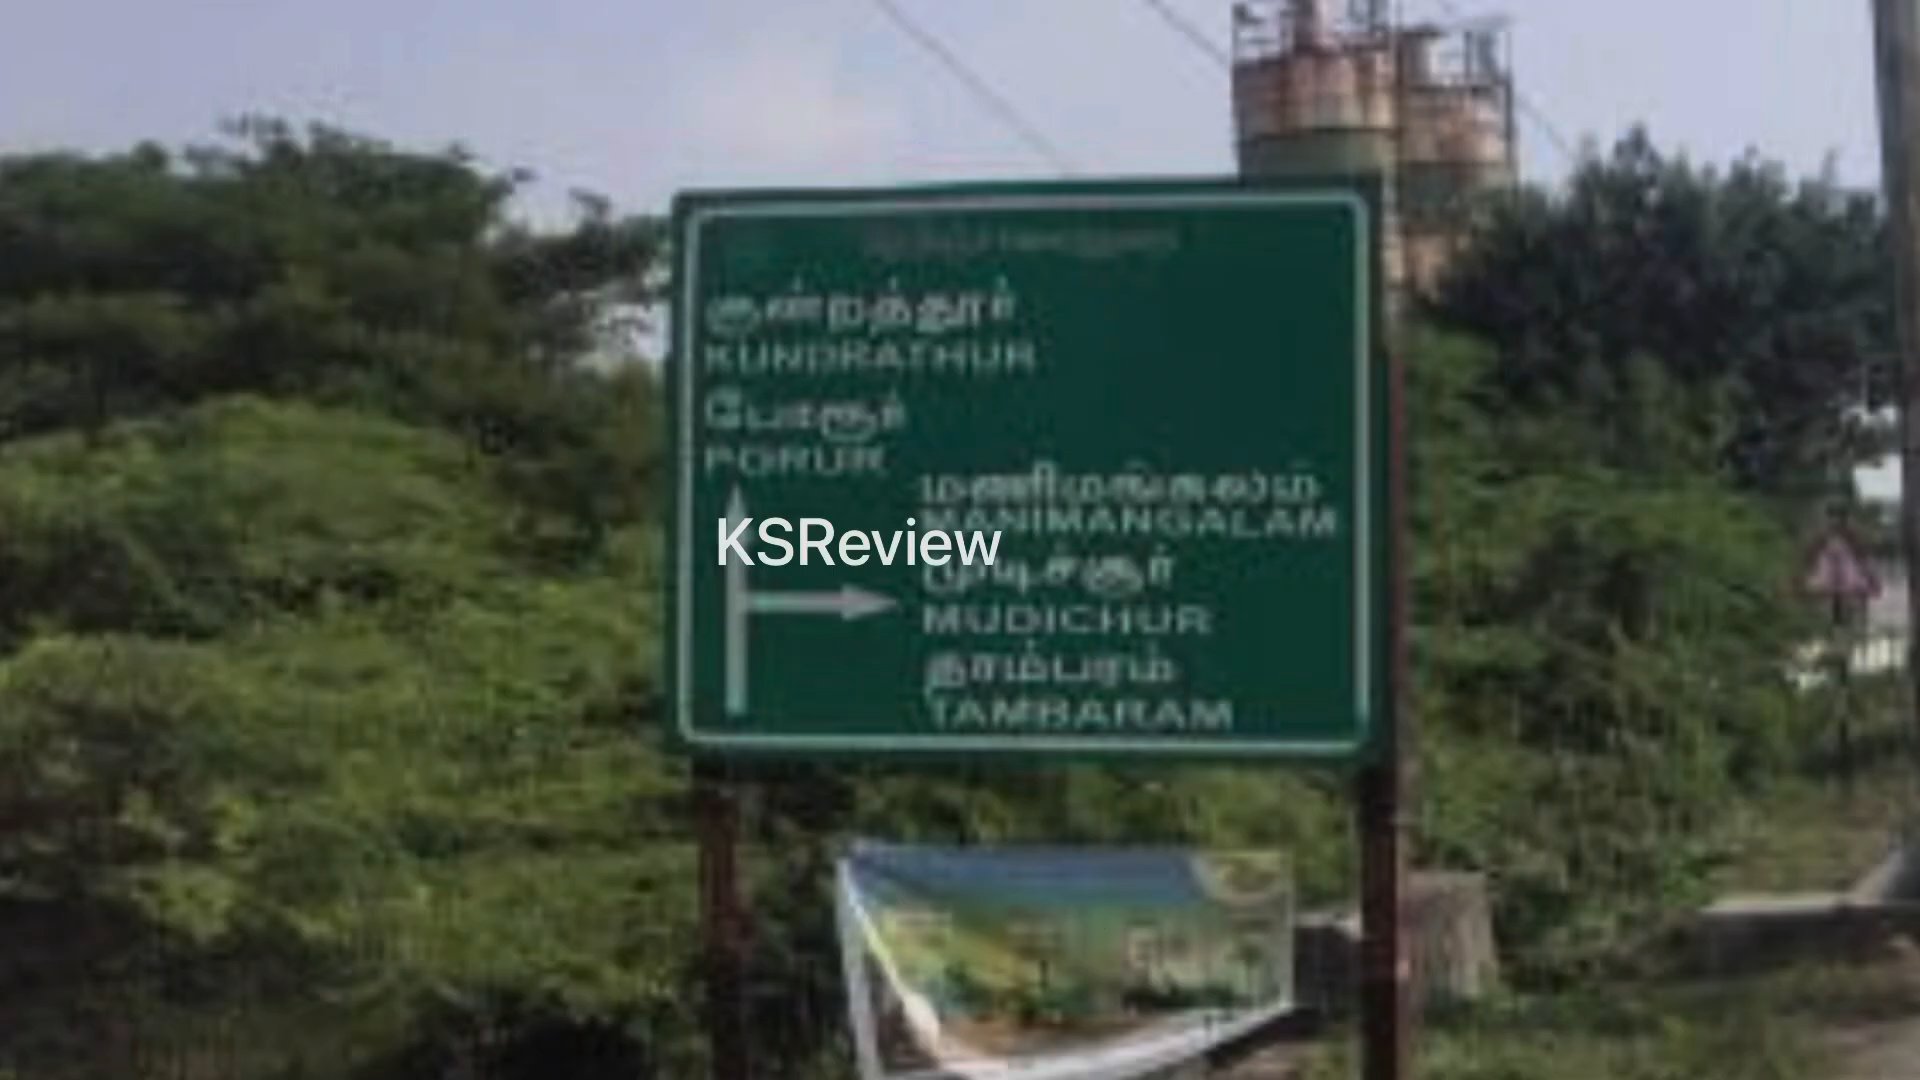 குன்றத்தூர்
KUNDRATHUR
போரூர்
PORUR
மணிமங்கலம்
MANIMANGALAM
KSReview
முடிச்சூர்
MUDICHUR
தாம்பரம்
TAMBARAM